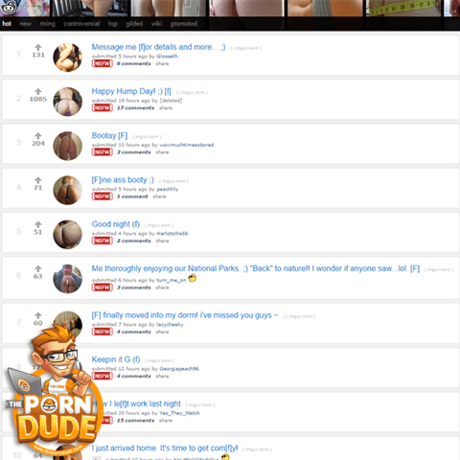 hot new rising controversial top gilded wiki promoted
1 131 Message me [f]or details and more... ;) ( i.imgur.com )
submitted 5 hours ago by Glosseth
NSFW 6 comments share
2 1085 Happy Hump Day! ;) [f] ( i.imgur.com )
submitted 16 hours ago by [deleted]
NSFW 17 comments share
3 204 Bootay [F] ( imgur.com )
submitted 10 hours ago by
NSFW 3 comments share
4 71 [F]ine ass booty ;) ( imgur.com )
submitted 5 hours ago by peachlily
NSFW 1 comment share
5 51 Good night (f) ( imgur.com )
submitted 4 hours ago by
NSFW 2 comments share
6 63 Me thoroughly enjoying our National Parks. ;) "Back" to nature!! I wonder if anyone saw...lol. [F] ( i.imgur.com )
submitted 6 hours ago by turn_me_on
NSFW 3 comments share
7 60 [F] finally moved into my dorm! i've missed you guys ~ ( i.imgur.com )
submitted 7 hours ago by lacycheeky
NSFW 4 comments share
Keepin it G (f) ( imgur.com )
submitted 12 hours ago by Georgiapeach96
NSFW 4 comments share
w I le[f]t work last night ( imgur.com )
submitted 20 hours ago by Yes_They_Match
NSFW 15 comments share
10 64 I just arrived home. It's time to get com[f]y! ( i.imgur.com )
submitted 10 hours ago by
THE PORN DUDE